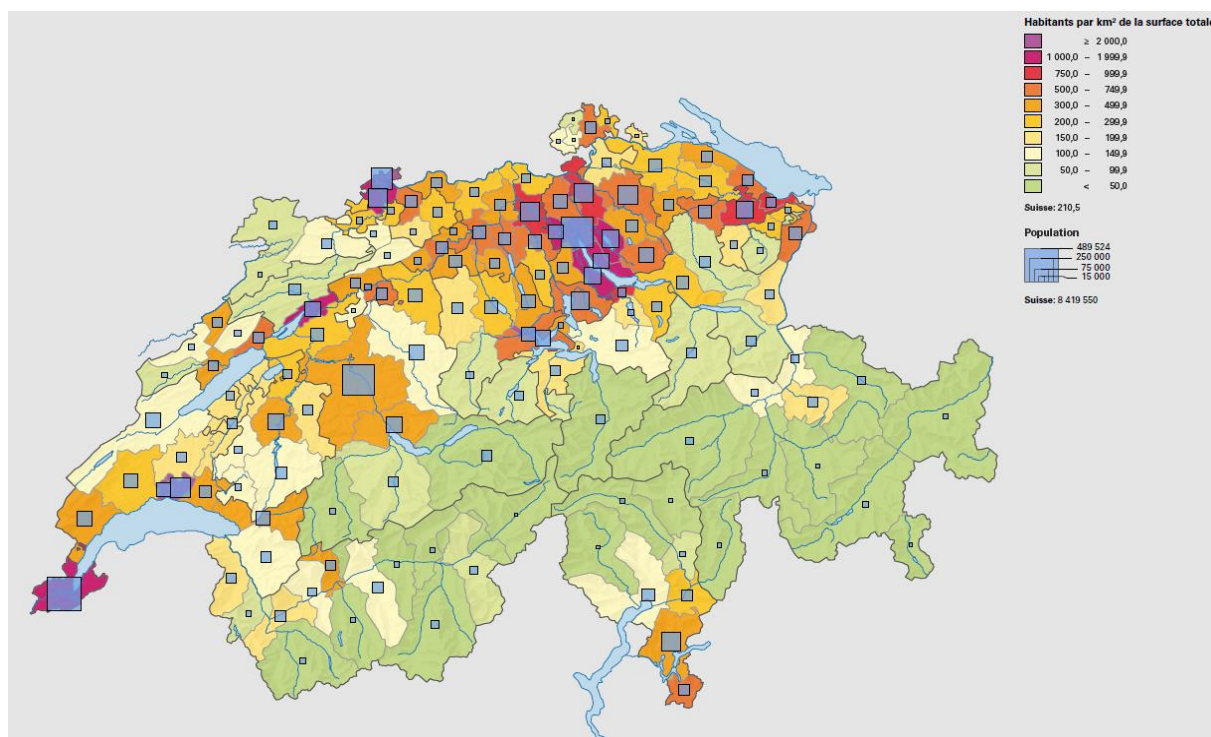 Habitants par km² de la surface totale
≥ 2 000,0
1 000,0 – 1 999,9
750,0 – 999,9
500,0 – 749,9
300,0 – 499,9
200,0 – 299,9
150,0 – 199,9
100,0 – 149,9
50,0 – 99,9
< 50,0
Suisse: 210,5
Population
489 524
250 000
75 000
15 000
Suisse: 8 419 550